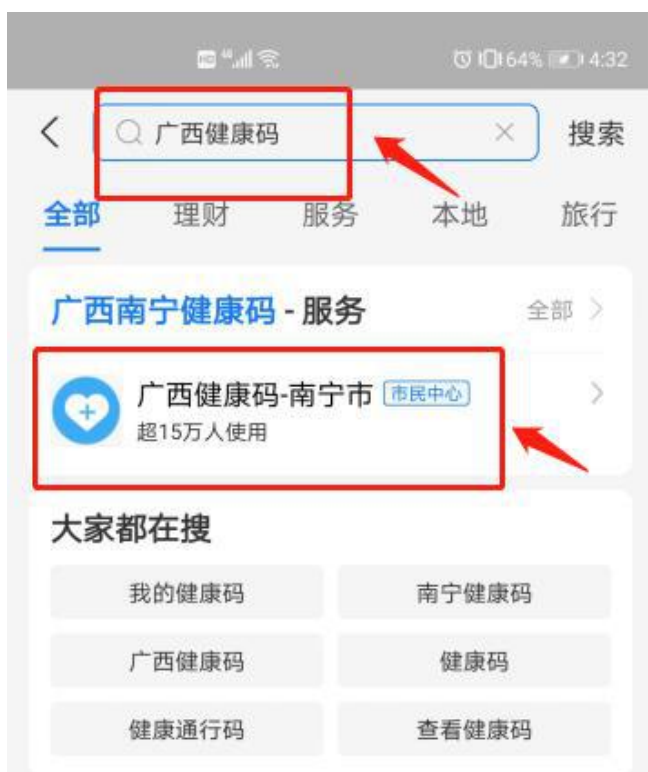 HD 46 64% 4:32
广西健康码 × 搜索
全部 理财 服务 本地 旅行
广西南宁健康码 - 服务 全部 >
广西健康码-南宁市 市民中心
超15万人使用
大家都在搜
我的健康码 南宁健康码
广西健康码 健康码
健康通行码 查看健康码